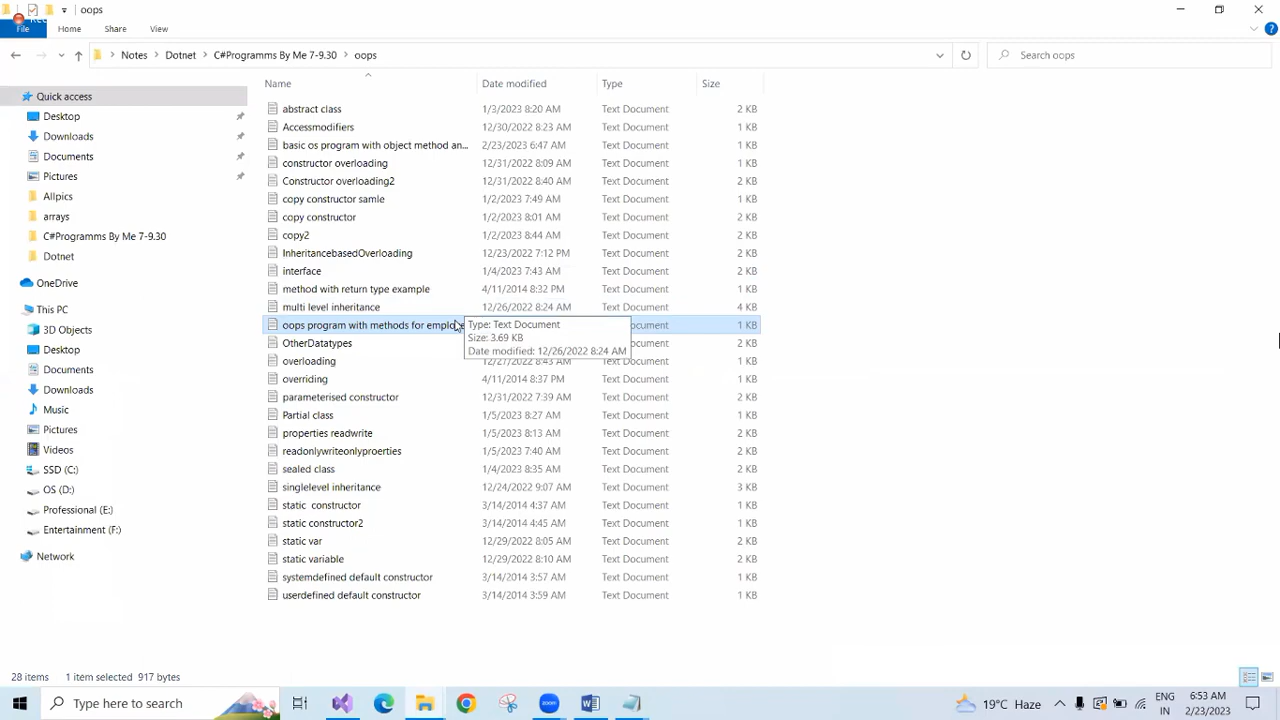 oops
File Home Share View
Notes Dotnet C#Programms By Me 7-9.30 oops
Search oops
Name Date modified Type Size
Quick access
Desktop
Downloads
Documents
Pictures
Allpics
arrays
C#Programms By Me 7-9.30
Dotnet
OneDrive
This PC
3D Objects
Desktop
Documents
Downloads
Music
Pictures
Videos
SSD (C:)
OS (D:)
Professional (E:)
Entertainment (F:)
Network
abstract class 1/3/2023 8:20 AM Text Document 2 KB
Accessmodifiers 12/30/2022 8:23 AM Text Document 1 KB
basic os program with object method an... 2/23/2023 6:47 AM Text Document 1 KB
constructor overloading 12/31/2022 8:09 AM Text Document 1 KB
Constructor overloading2 12/31/2022 8:40 AM Text Document 2 KB
copy constructor samle 1/2/2023 7:49 AM Text Document 1 KB
copy constructor 1/2/2023 8:01 AM Text Document 2 KB
copy2 1/2/2023 8:44 AM Text Document 2 KB
InheritancebasedOverloading 12/23/2022 7:12 PM Text Document 2 KB
interface 1/4/2023 7:43 AM Text Document 2 KB
method with return type example 4/11/2014 8:32 PM Text Document 1 KB
multi level inheritance 12/26/2022 8:24 AM Text Document 4 KB
oops program with methods for 1 KB
Type: Text Document
Size: 3.69 KB
Date modified: 12/26/2022 8:24 AM
OtherDatatypes 2 KB
overloading Text Document 1 KB
overriding 4/11/2014 8:37 PM Text Document 1 KB
parameterised constructor 12/31/2022 7:39 AM Text Document 2 KB
Partial class 1/5/2023 8:27 AM Text Document 1 KB
properties readwrite 1/5/2023 8:13 AM Text Document 2 KB
readonlywriteonlyproerties 1/5/2023 7:40 AM Text Document 2 KB
sealed class 1/4/2023 8:35 AM Text Document 2 KB
singlelevel inheritance 12/24/2022 9:07 AM Text Document 3 KB
static constructor 3/14/2014 4:37 AM Text Document 1 KB
static constructor2 3/14/2014 4:45 AM Text Document 1 KB
static var 12/29/2022 8:05 AM Text Document 2 KB
static variable 12/29/2022 8:10 AM Text Document 2 KB
systemdefined default constructor 3/14/2014 3:57 AM Text Document 1 KB
userdefined default constructor 3/14/2014 3:59 AM Text Document 1 KB
28 items 1 item selected 917 bytes
Type here to search
zoom
19°C Haze
ENG
IN
6:53 AM
2/23/2023